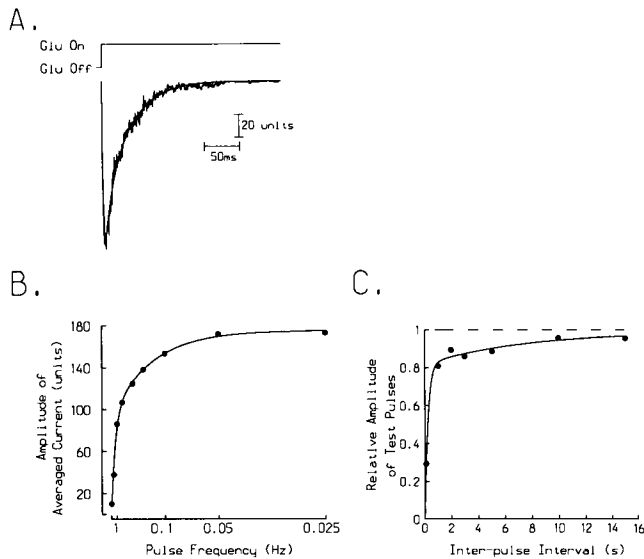 A.
Glu On
Glu Off
20 units
50ms
B.
180
140
100
60
20
Amplitude of
Averaged Current (units)
1
0.1
0.05
0.025
Pulse Frequency (Hz)
C.
1
0.8
0.6
0.4
0.2
0
Relative Amplitude
of Test Pulses
0
2
4
6
8
10
12
14
16
Inter-pulse Interval (s)